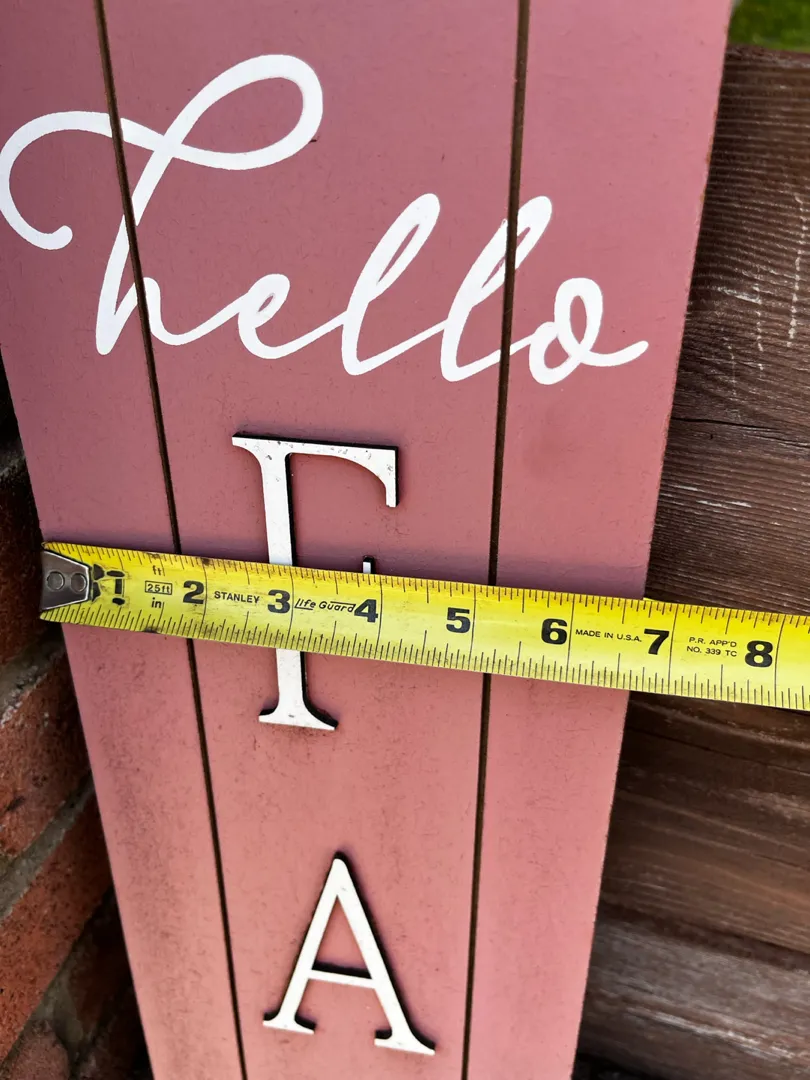 hello
F
1 ft 25ft in 2 STANLEY 3 life Guard 4 5 6 MADE IN U.S.A. 7 P.R. APP'D NO. 339 TC 8
A